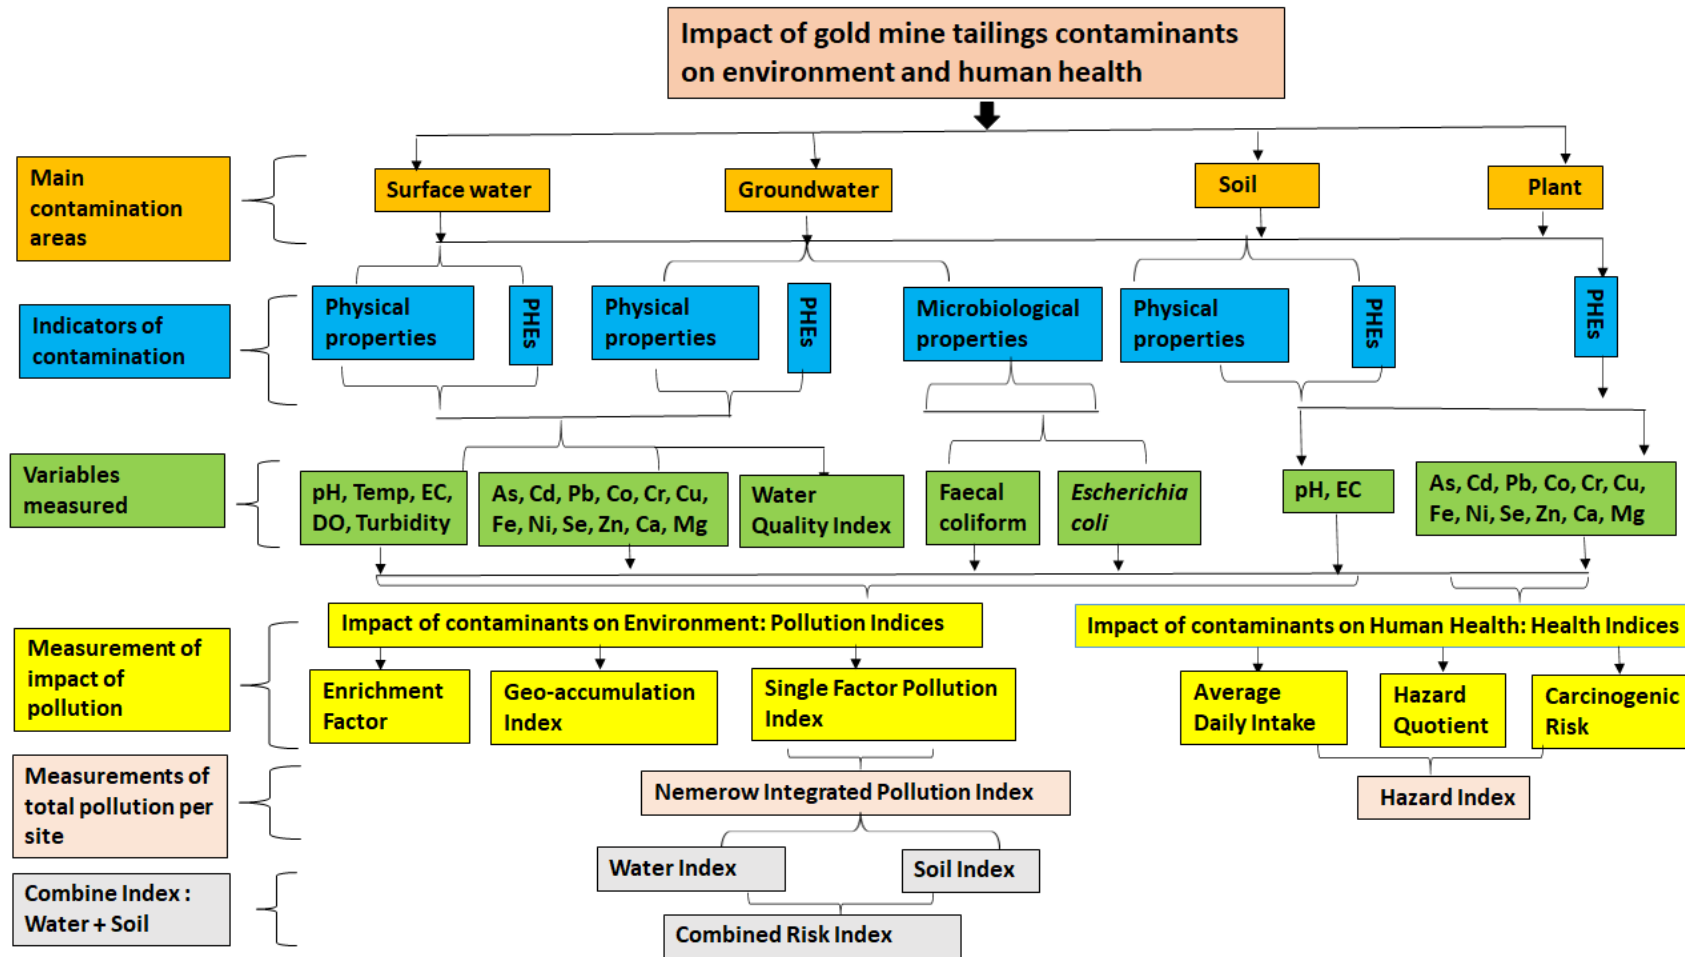 Impact of gold mine tailings contaminants
on environment and human health
Main
contamination
areas
Surface water
Groundwater
Soil
Plant
Indicators of
contamination
Physical
properties
PHEs
Physical
properties
PHEs
Microbiological
properties
Physical
properties
PHEs
PHEs
Variables
measured
pH, Temp, EC,
DO, Turbidity
As, Cd, Pb, Co, Cr, Cu,
Fe, Ni, Se, Zn, Ca, Mg
Water
Quality Index
Faecal
coliform
Escherichia
coli
pH, EC
As, Cd, Pb, Co, Cr, Cu,
Fe, Ni, Se, Zn, Ca, Mg
Measurement of
impact of
pollution
Impact of contaminants on Environment: Pollution Indices
Impact of contaminants on Human Health: Health Indices
Enrichment
Factor
Geo-accumulation
Index
Single Factor Pollution
Index
Average
Daily Intake
Hazard
Quotient
Carcinogenic
Risk
Measurements of
total pollution per
site
Nemerow Integrated Pollution Index
Hazard Index
Water Index
Soil Index
Combine Index :
Water + Soil
Combined Risk Index